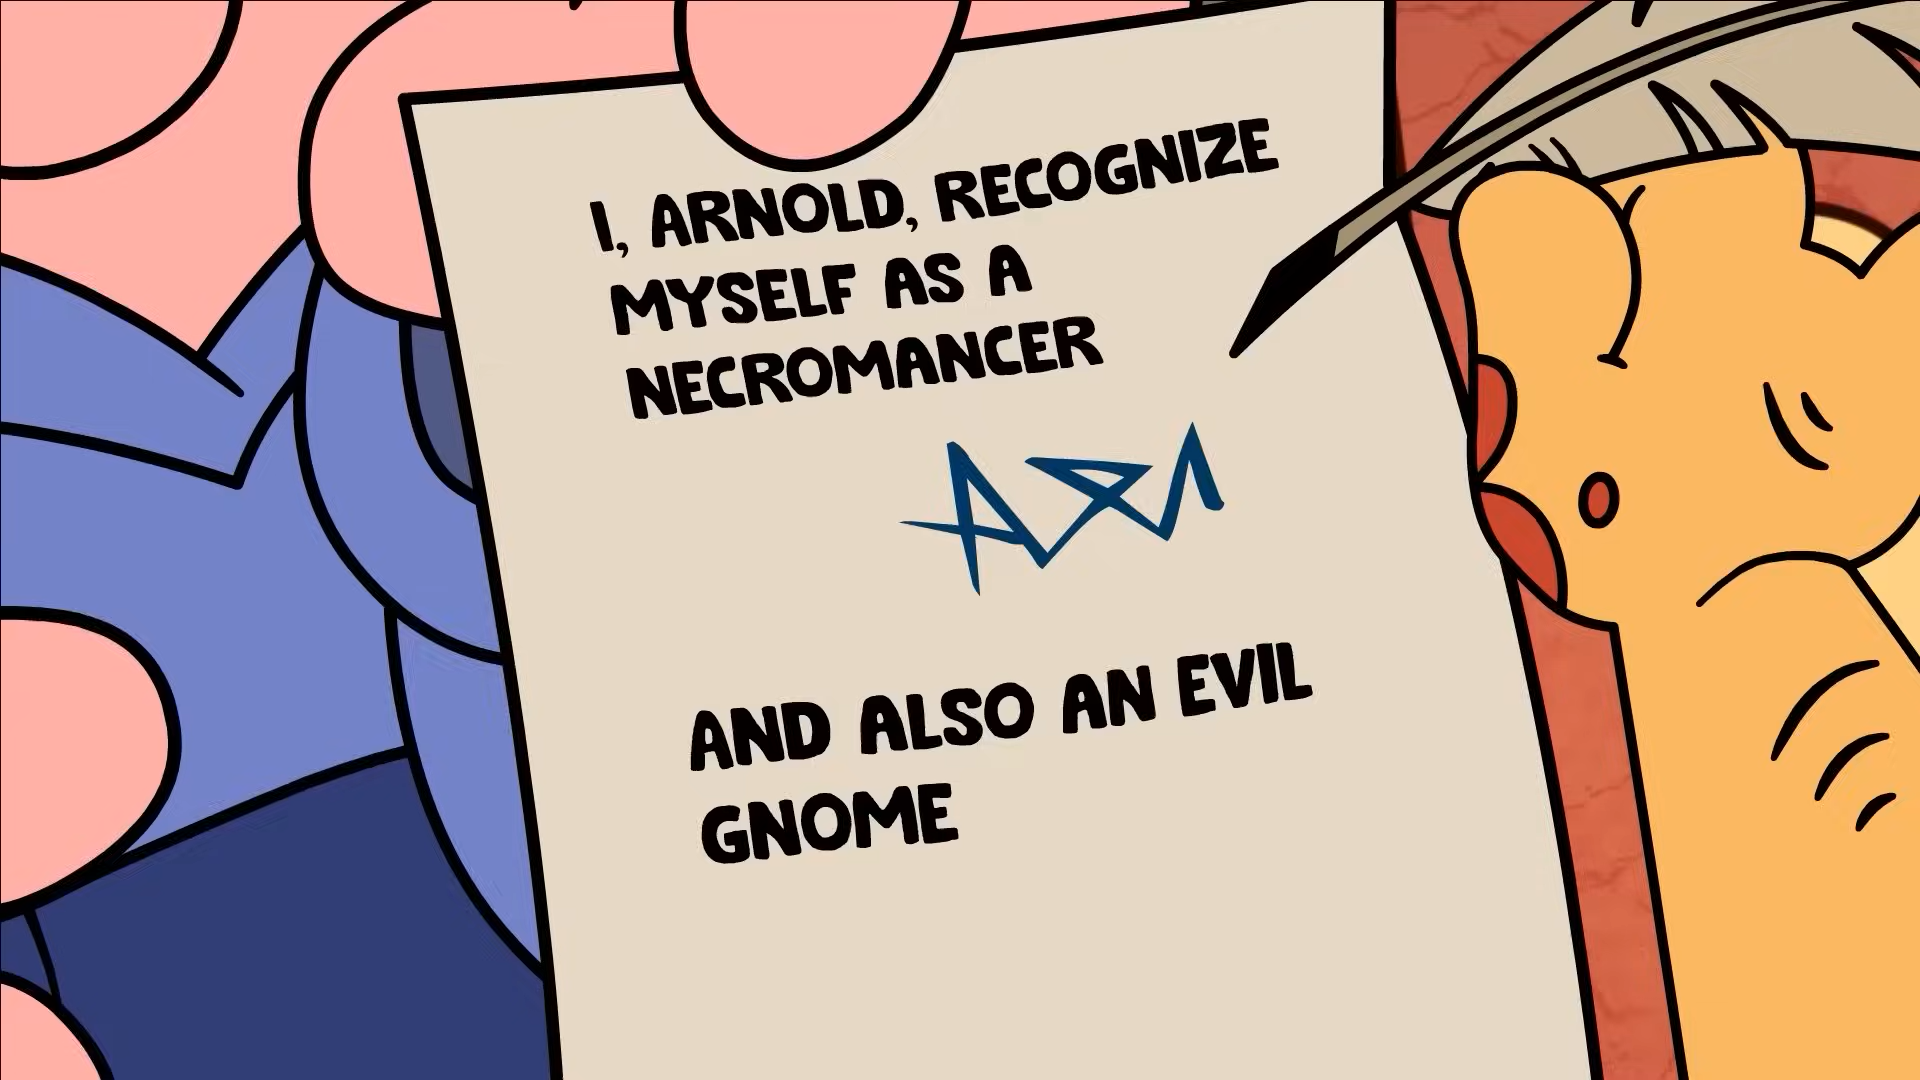 I, ARNOLD, RECOGNIZE
MYSELF AS A
NECROMANCER
AND ALSO AN EVIL
GNOME